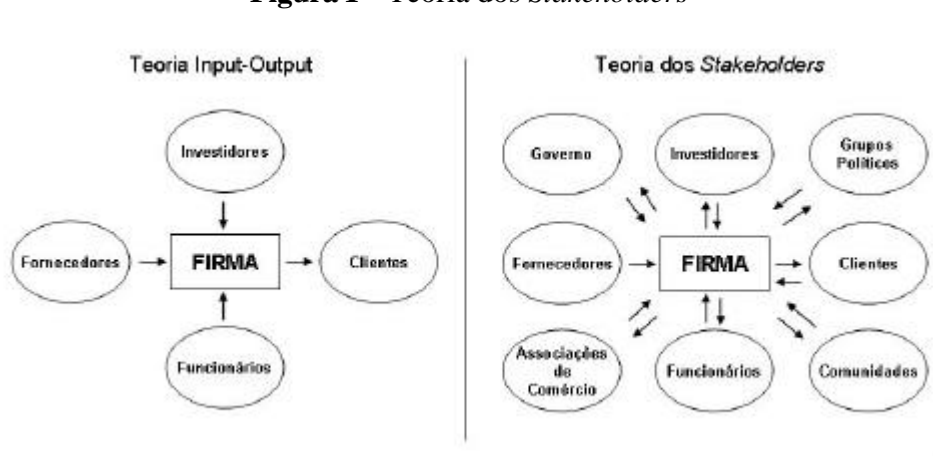 Teoria Input-Output
Investidores
Fornecedores
FIRMA
Clientes
Funcionários
Teoria dos Stakeholders
Governo
Investidores
Grupos
Políticos
Fornecedores
FIRMA
Clientes
Associações
de
Comércio
Funcionários
Comunidades